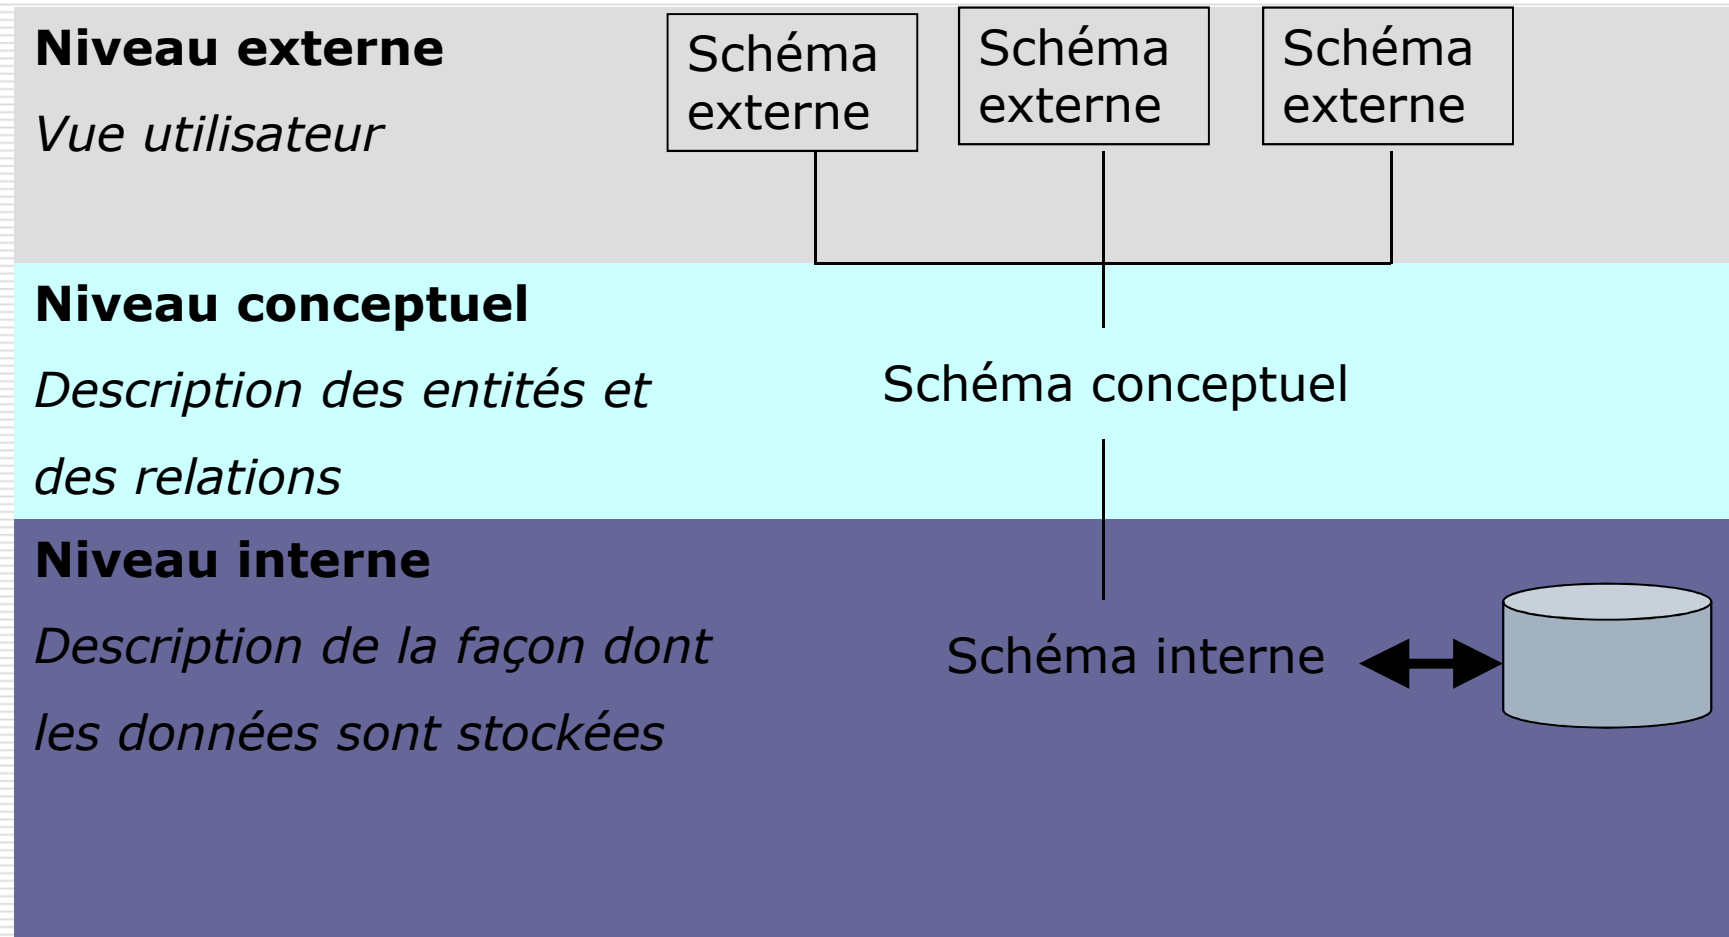 Niveau externe
Vue utilisateur
Schéma
externe
Schéma
externe
Schéma
externe
Niveau conceptuel
Description des entités et
des relations
Schéma conceptuel
Niveau interne
Description de la façon dont
les données sont stockées
Schéma interne